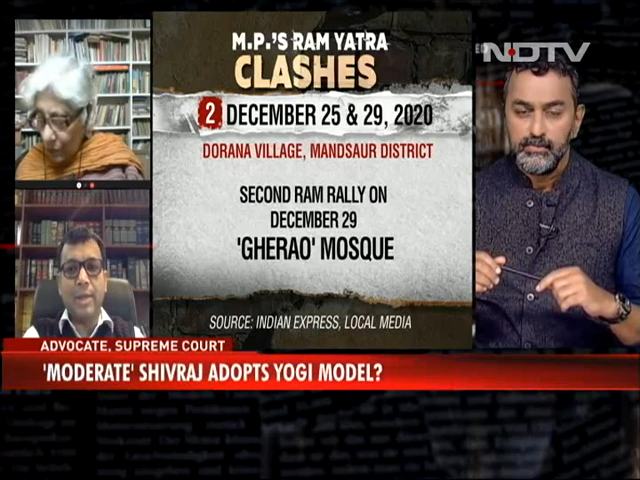 M.P.'S RAM YATRA
CLASHES
2 DECEMBER 25 & 29, 2020
DORANA VILLAGE, MANDSAUR DISTRICT
SECOND RAM RALLY ON
DECEMBER 29
'GHERAO' MOSQUE
SOURCE: INDIAN EXPRESS, LOCAL MEDIA
NDTV
ADVOCATE, SUPREME COURT
'MODERATE' SHIVRAJ ADOPTS YOGI MODEL?